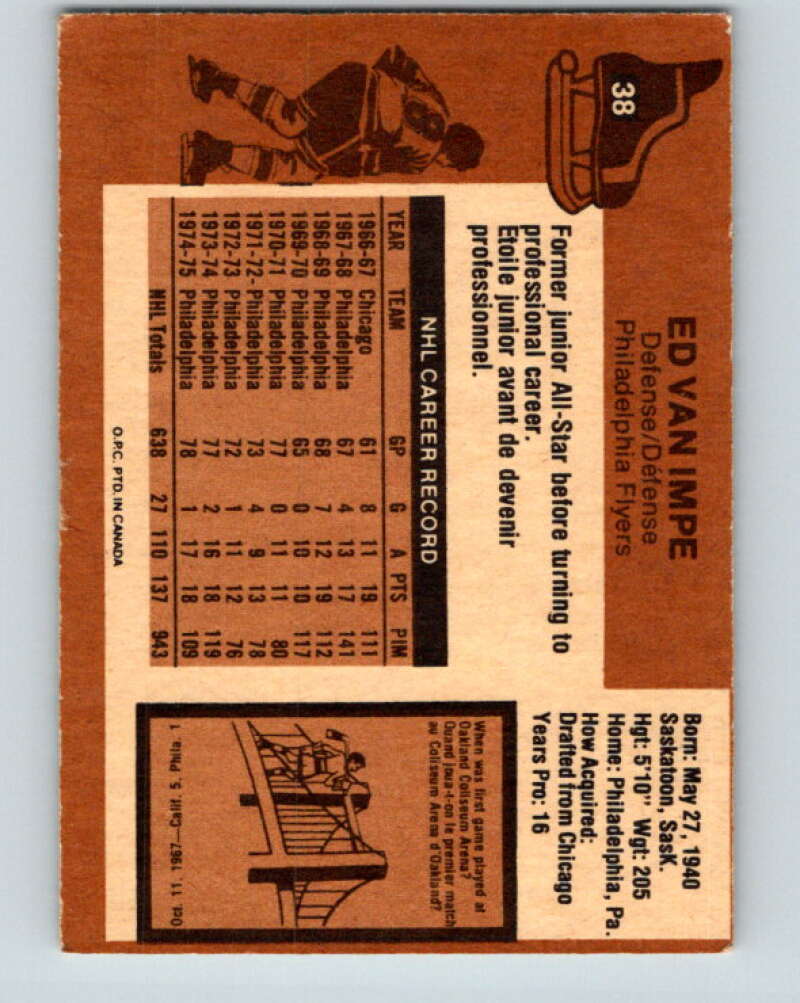 38
ED VAN IMPE
Defense/Défense
Philadelphia Flyers
Born: May 27, 1940
Saskatoon, SasK.
Hgt: 5'10" Wgt: 205
Home: Philadelphia, Pa.
How Acquired:
Drafted from Chicago
Years Pro: 16
Former junior All-Star before turning to
professional career.
Etoile junior avant de devenir
professionnel.
NHL CAREER RECORD
YEAR TEAM GP G A PTS PIM
1966-67 Chicago 61 8 11 19 111
1967-68 Philadelphia 67 4 13 17 141
1968-69 Philadelphia 68 7 12 19 112
1969-70 Philadelphia 65 0 10 10 117
1970-71 Philadelphia 77 0 11 11 80
1971-72- Philadelphia 73 4 9 13 78
1972-73 Philadelphia 72 1 11 12 76
1973-74 Philadelphia 77 2 16 18 119
1974-75 Philadelphia 78 1 17 18 109
NHL Totals 638 27 110 137 943
When was first game played at
Oakland Coliseum Arena?
Quand joua-t-on le premier match
au Coliseum Arena d'Oakland?
Oct. 11, 1967—Calif. 5, Phila. 1
O.P.C. PTD. IN CANADA